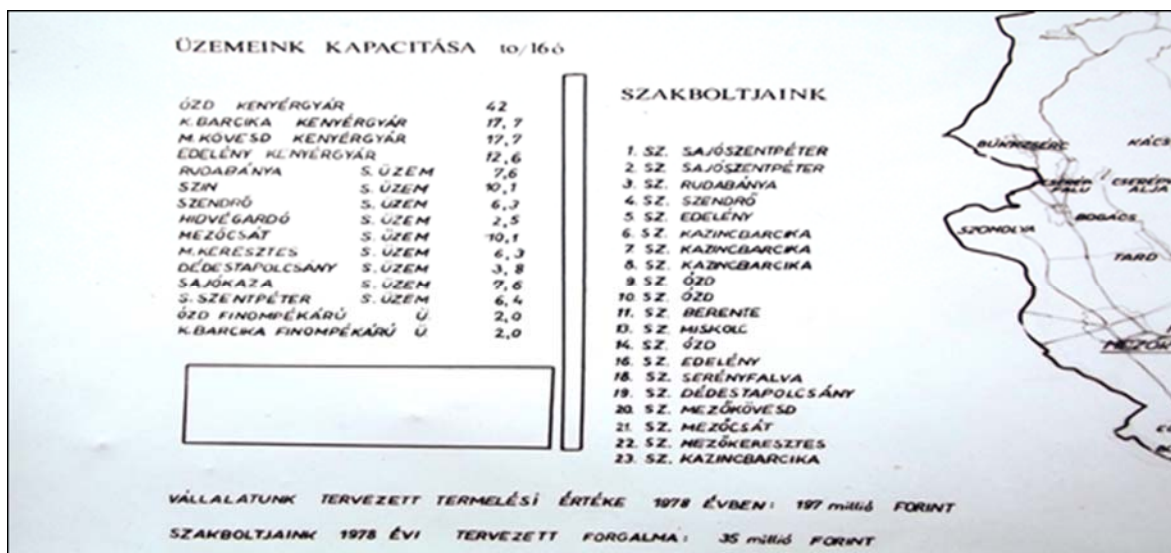 ÜZEMEINK KAPACITÁSA to/16ó
ÓZD KENYÉRGYÁR 42
K.BARCIKA KENYÉRGYÁR 17,7
M.KÖVESD KENYÉRGYÁR 17,7
EDELÉNY KENYÉRGYÁR 12,6
RUDABÁNYA S.ÜZEM 7,6
SZIN S.ÜZEM 10,1
SZENDRŐ S.ÜZEM 6,3
HIDVÉGARDÓ S.ÜZEM 2,5
MEZŐCSÁT S.ÜZEM 10,1
M.KERESZTES S.ÜZEM 6,3
DÉDESTAPOLCSÁNY S.ÜZEM 3,8
SAJÓKAZA S.ÜZEM 7,6
S.SZENTPÉTER S.ÜZEM 6,4
ÓZD FINOMPÉKÁRÚ Ü. 2,0
K.BARCIKA FINOMPÉKÁRÚ Ü. 2,0
SZAKBOLTJAINK
1. SZ. SAJÓSZENTPÉTER
2. SZ. SAJÓSZENTPÉTER
3. SZ. RUDABÁNYA
4. SZ. SZENDRŐ
5. SZ. EDELÉNY
6. SZ. KAZINCBARCIKA
7. SZ. KAZINCBARCIKA
8. SZ. KAZINCBARCIKA
9. SZ. ÓZD
10. SZ. ÓZD
11. SZ. BERENTE
13. SZ. MISKOLC
14. SZ. ÓZD
16. SZ. EDELÉNY
18. SZ. SERÉNYFALVA
19. SZ. DÉDESTAPOLCSÁNY
20. SZ. MEZŐKÖVESD
21. SZ. MEZŐCSÁT
22. SZ. MEZŐKERESZTES
23. SZ. KAZINCBARCIKA
VÁLLALATUNK TERVEZETT TERMELÉSI ÉRTÉKE 1978 ÉVBEN: 197 millió FORINT
SZAKBOLTJAINK 1978 ÉVI TERVEZETT FORGALMA: 35 millió FORINT
KÁCS
CSERÉP
FALU
BOGÁCS
SZOMOLYA
TARD